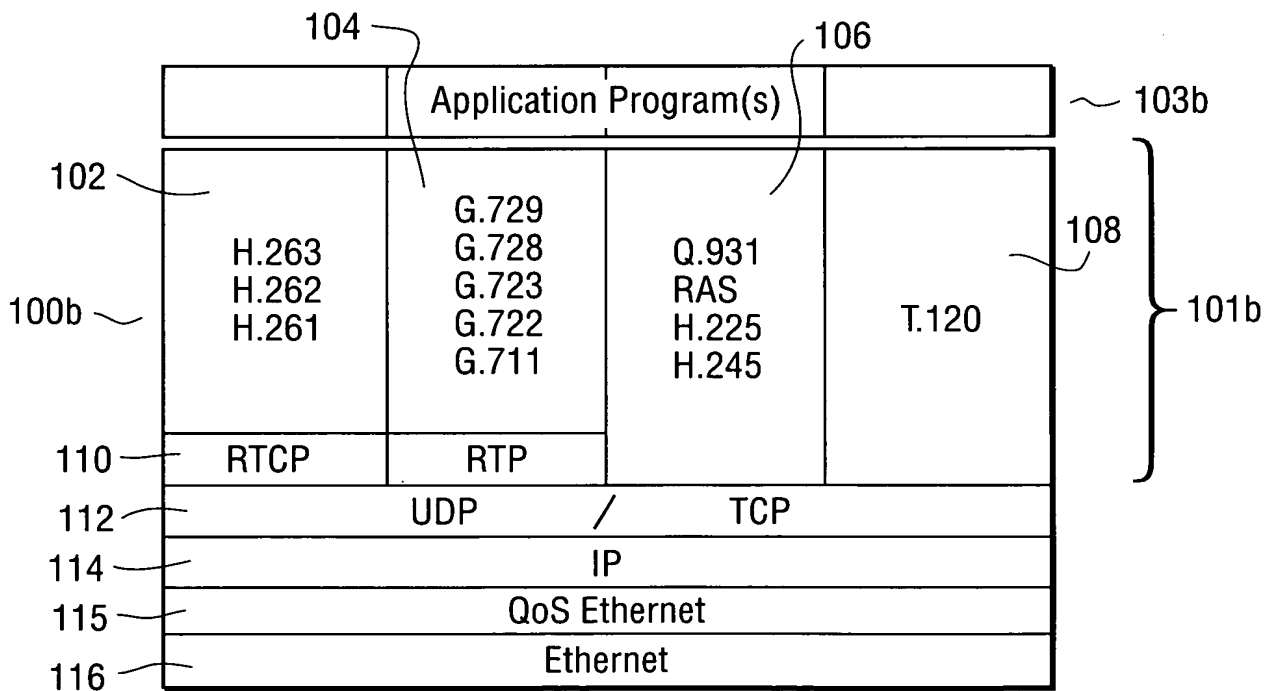 104
106
Application Program(s)
103b
102
H.263
H.262
H.261
G.729
G.728
G.723
G.722
G.711
Q.931
RAS
H.225
H.245
108
T.120
100b
101b
110
RTCP
RTP
112
UDP / TCP
114
IP
115
QoS Ethernet
116
Ethernet